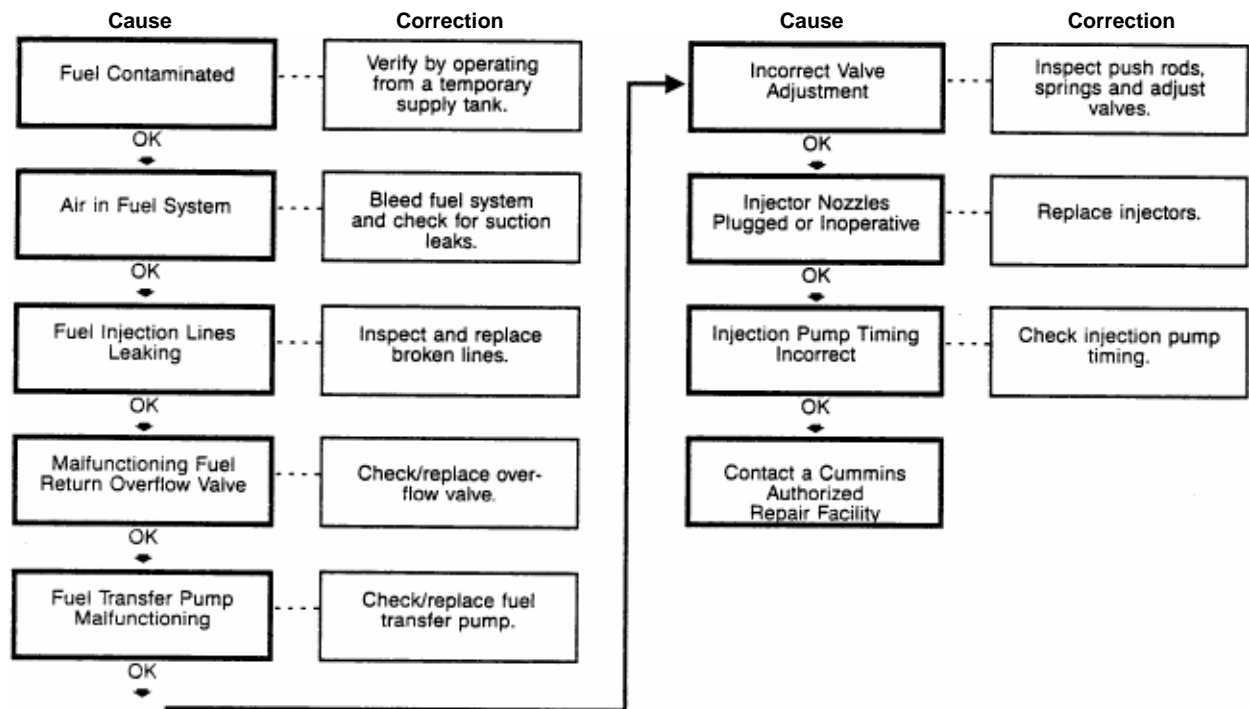 Cause
Correction
Fuel Contaminated
Verify by operating
from a temporary
supply tank.
OK
Air in Fuel System
Bleed fuel system
and check for suction
leaks.
OK
Fuel Injection Lines
Leaking
Inspect and replace
broken lines.
OK
Malfunctioning Fuel
Return Overflow Valve
Check/replace over-
flow valve.
OK
Fuel Transfer Pump
Malfunctioning
Check/replace fuel
transfer pump.
OK
Cause
Correction
Incorrect Valve
Adjustment
Inspect push rods,
springs and adjust
valves.
OK
Injector Nozzles
Plugged or Inoperative
Replace injectors.
OK
Injection Pump Timing
Incorrect
Check injection pump
timing.
OK
Contact a Cummins
Authorized
Repair Facility